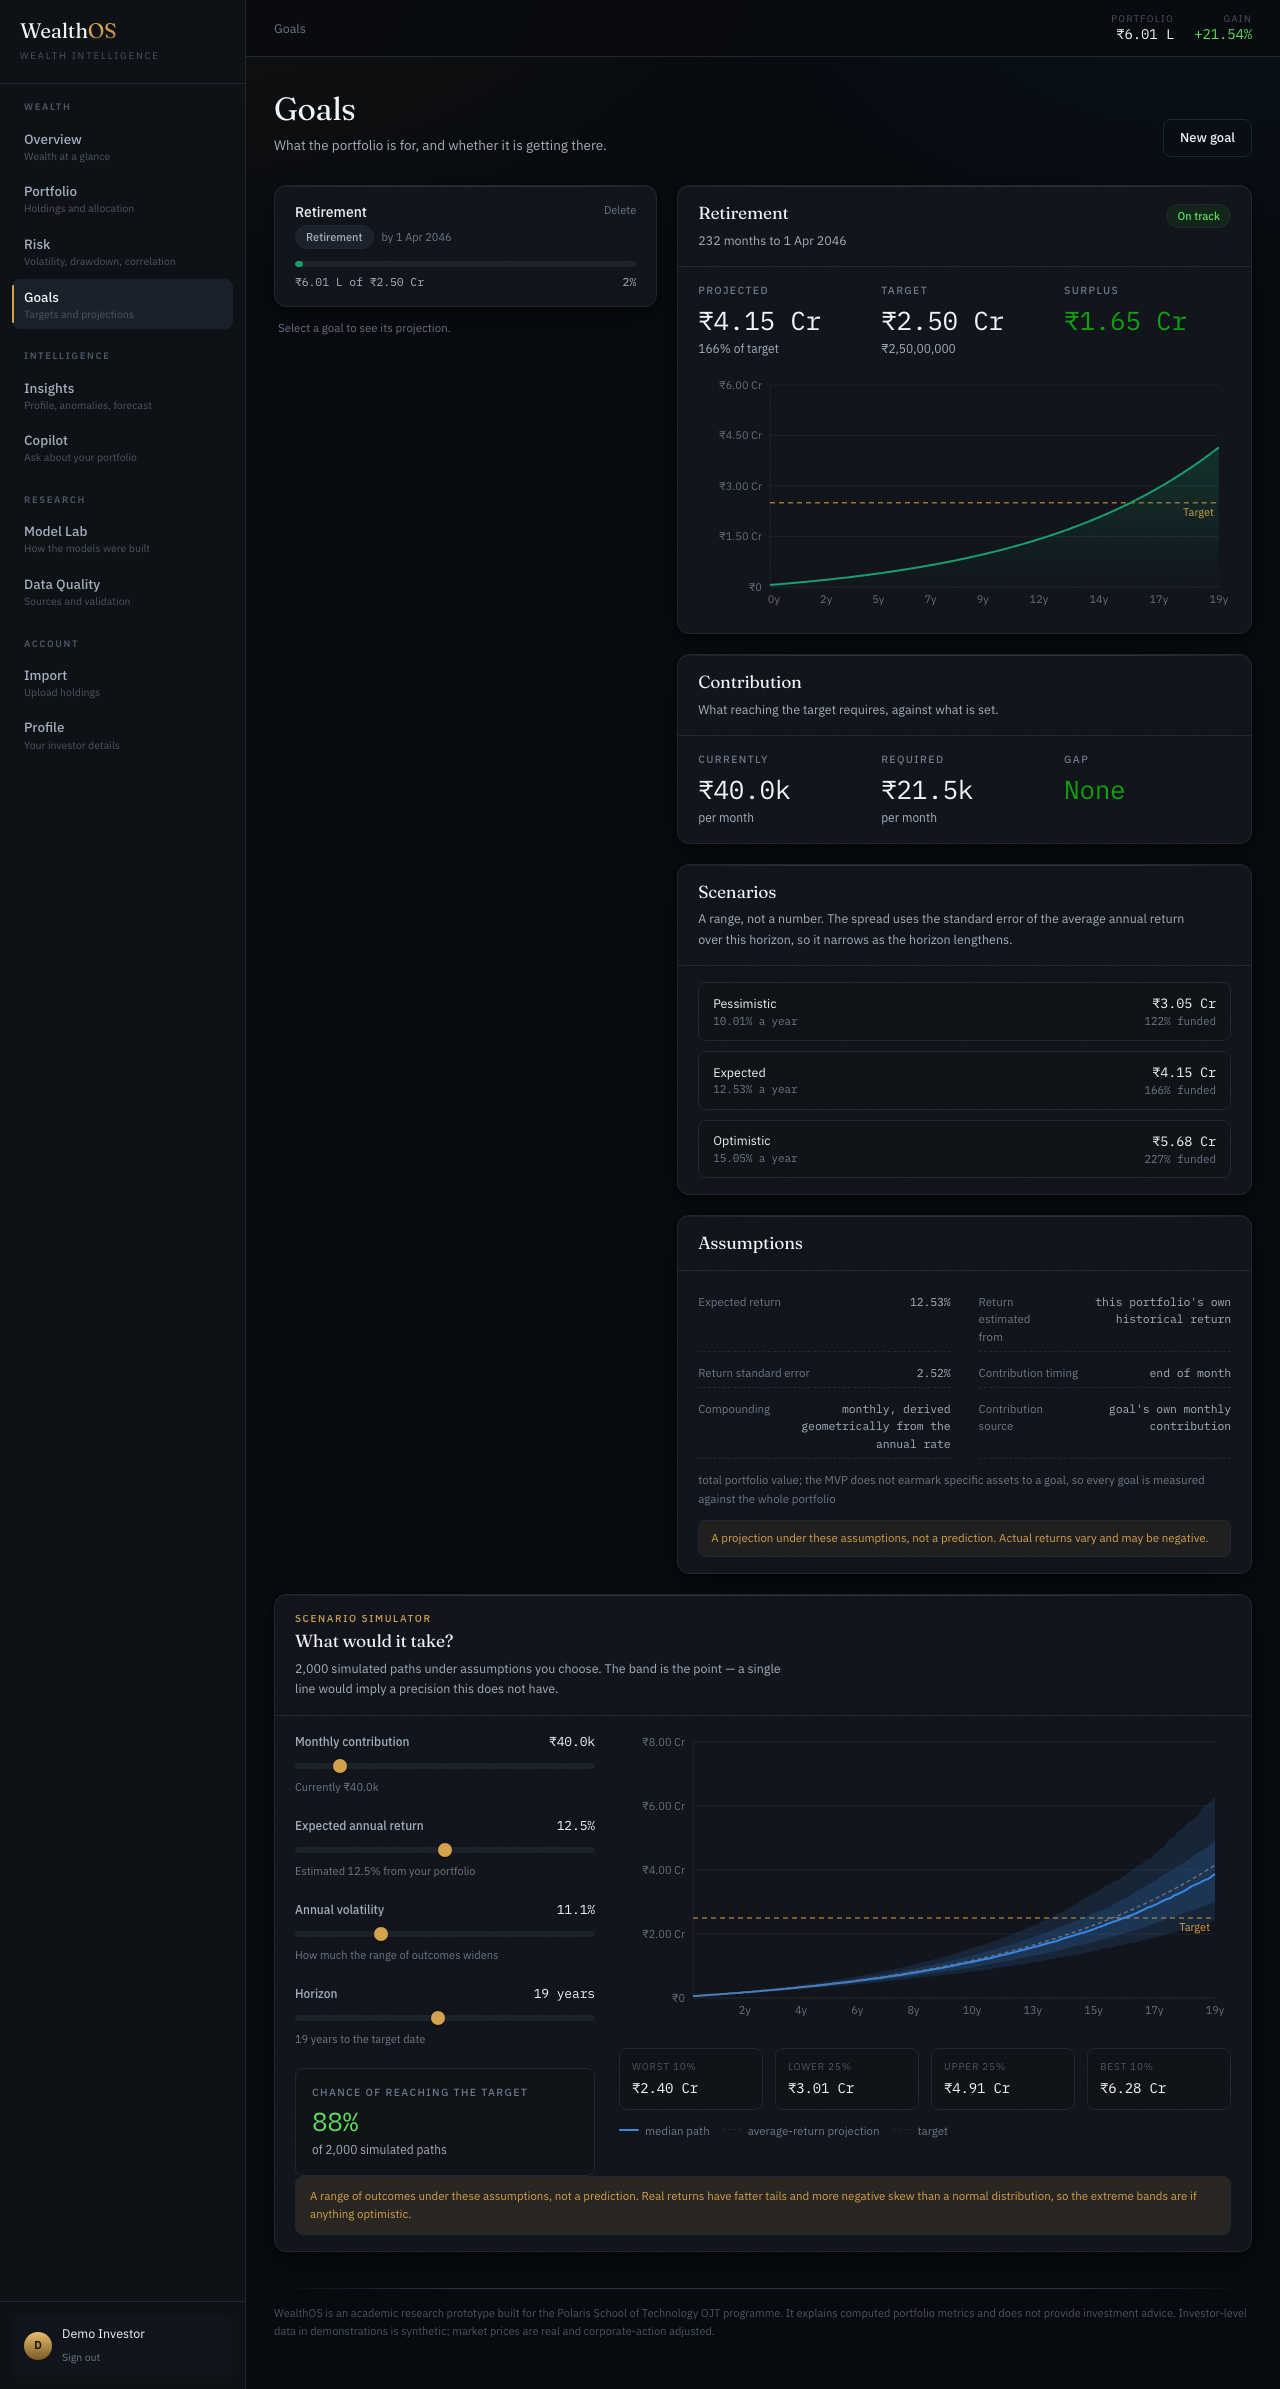 WealthOS
WEALTH INTELLIGENCE
WEALTH
Overview
Wealth at a glance
Portfolio
Holdings and allocation
Risk
Volatility, drawdown, correlation
Goals
Targets and projections
INTELLIGENCE
Insights
Profile, anomalies, forecast
Copilot
Ask about your portfolio
RESEARCH
Model Lab
How the models were built
Data Quality
Sources and validation
ACCOUNT
Import
Upload holdings
Profile
Your investor details
Demo Investor
D
Sign out
Goals
PORTFOLIO
₹6.01 L
GAIN
+21.54%
Goals
What the portfolio is for, and whether it is getting there.
New goal
Retirement
Delete
Retirement by 1 Apr 2046
₹6.01 L of ₹2.50 Cr
2%
Select a goal to see its projection.
Retirement
On track
232 months to 1 Apr 2046
PROJECTED
₹4.15 Cr
166% of target
TARGET
₹2.50 Cr
₹2,50,00,000
SURPLUS
₹1.65 Cr
₹6.00 Cr
₹4.50 Cr
₹3.00 Cr
₹1.50 Cr
₹0
Target
0y 2y 5y 7y 9y 12y 14y 17y 19y
Contribution
What reaching the target requires, against what is set.
CURRENTLY
₹40.0k
per month
REQUIRED
₹21.5k
per month
GAP
None
Scenarios
A range, not a number. The spread uses the standard error of the average annual return
over this horizon, so it narrows as the horizon lengthens.
Pessimistic
10.01% a year
₹3.05 Cr
122% funded
Expected
12.53% a year
₹4.15 Cr
166% funded
Optimistic
15.05% a year
₹5.68 Cr
227% funded
Assumptions
Expected return
12.53%
Return
estimated
from
this portfolio's own
historical return
Return standard error
2.52%
Contribution timing
end of month
Compounding
monthly, derived
geometrically from the
annual rate
Contribution
source
goal's own monthly
contribution
total portfolio value; the MVP does not earmark specific assets to a goal, so every goal is measured
against the whole portfolio
A projection under these assumptions, not a prediction. Actual returns vary and may be negative.
SCENARIO SIMULATOR
What would it take?
2,000 simulated paths under assumptions you choose. The band is the point — a single
line would imply a precision this does not have.
Monthly contribution
₹40.0k
Currently ₹40.0k
Expected annual return
12.5%
Estimated 12.5% from your portfolio
Annual volatility
11.1%
How much the range of outcomes widens
Horizon
19 years
19 years to the target date
CHANCE OF REACHING THE TARGET
88%
of 2,000 simulated paths
₹8.00 Cr
₹6.00 Cr
₹4.00 Cr
₹2.00 Cr
₹0
Target
2y 4y 6y 8y 10y 13y 15y 17y 19y
WORST 10%
₹2.40 Cr
LOWER 25%
₹3.01 Cr
UPPER 25%
₹4.91 Cr
BEST 10%
₹6.28 Cr
median path
average-return projection
target
A range of outcomes under these assumptions, not a prediction. Real returns have fatter tails and more negative skew than a normal distribution, so the extreme bands are if
anything optimistic.
WealthOS is an academic research prototype built for the Polaris School of Technology OJT programme. It explains computed portfolio metrics and does not provide investment advice. Investor-level
data in demonstrations is synthetic; market prices are real and corporate-action adjusted.